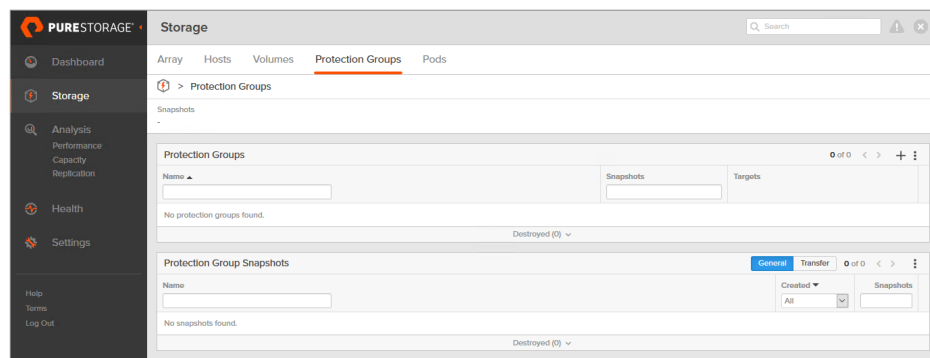 PURESTORAGE®
Storage
Search
Dashboard
Storage
Analysis
Performance
Capacity
Replication
Health
Settings
Help
Terms
Log Out
Array Hosts Volumes Protection Groups Pods
> Protection Groups
Snapshots
-
Protection Groups 0 of 0 < > +
Name Snapshots Targets
No protection groups found.
Destroyed (0)
Protection Group Snapshots General Transfer 0 of 0 < >
Name Created Snapshots
All
No snapshots found.
Destroyed (0)